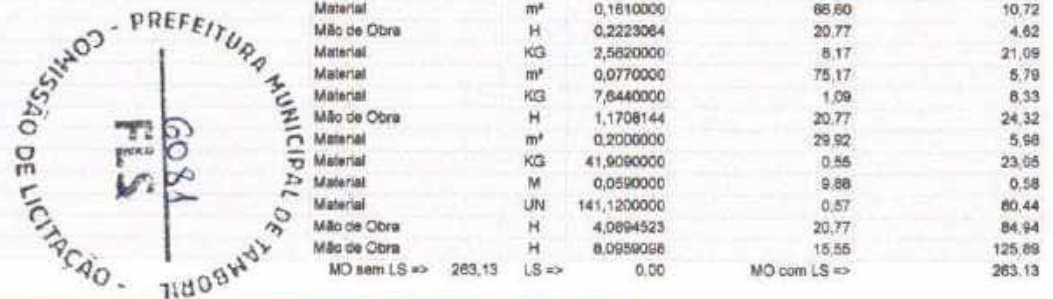 PREFEITURA MUNICIPAL DE TAMBORIL
COMISSÃO DE LICITAÇÃO -
6081
Material m³ 0,1610000 66,60 10,72
Mão de Obra H 0,2223064 20,77 4,62
Material KG 2,5820000 8,17 21,09
Material m³ 0,0770000 75,17 5,79
Material KG 7,6440000 1,09 8,33
Mão de Obra H 1,1708144 20,77 24,32
Material m² 0,2000000 29,92 5,98
Material KG 41,9090000 0,55 23,05
Material M 0,0590000 9,88 0,58
Material UN 141,1200000 0,57 80,44
Mão de Obra H 4,0894523 20,77 84,94
Mão de Obra H 8,0959098 15,55 125,89
MO sem LS => 263,13 LS => 0,00 MO com LS => 263,13